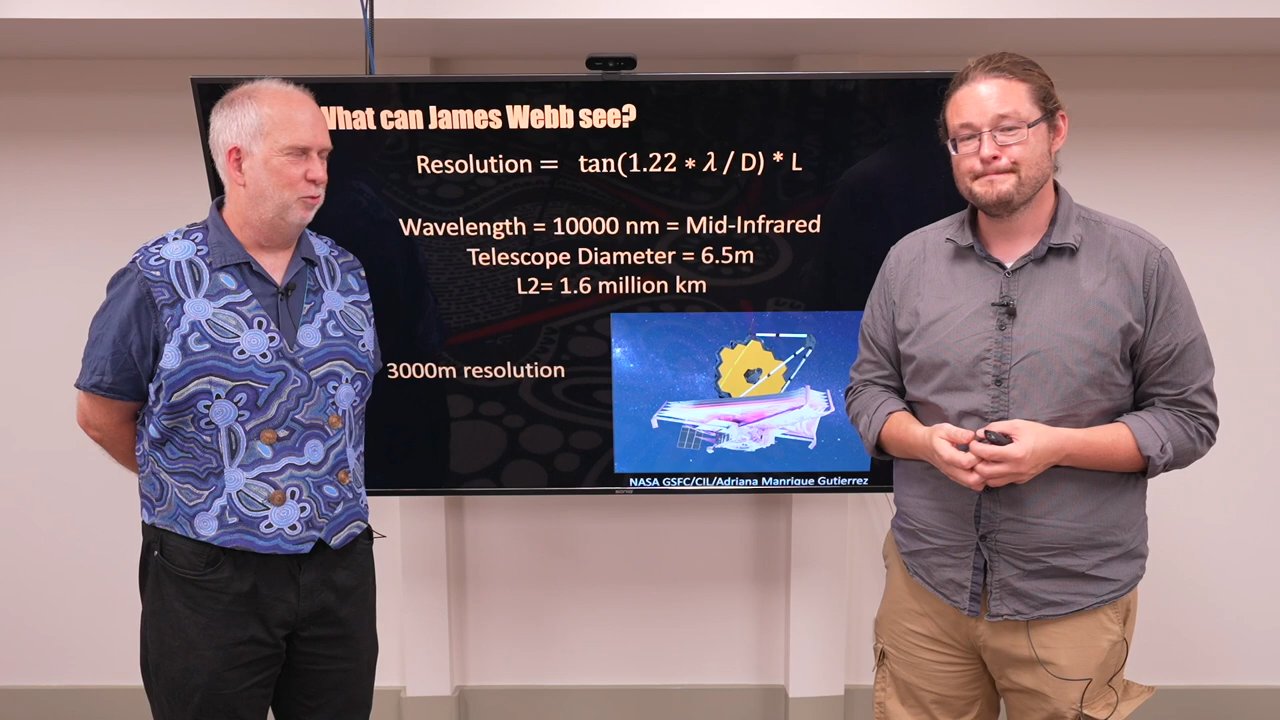 What can James Webb see?
Resolution = tan(1.22 * λ / D) * L
Wavelength = 10000 nm = Mid-Infrared
Telescope Diameter = 6.5m
L2= 1.6 million km
3000m resolution
NASA GSFC/CIL/Adriana Manrique Gutierrez
SONY